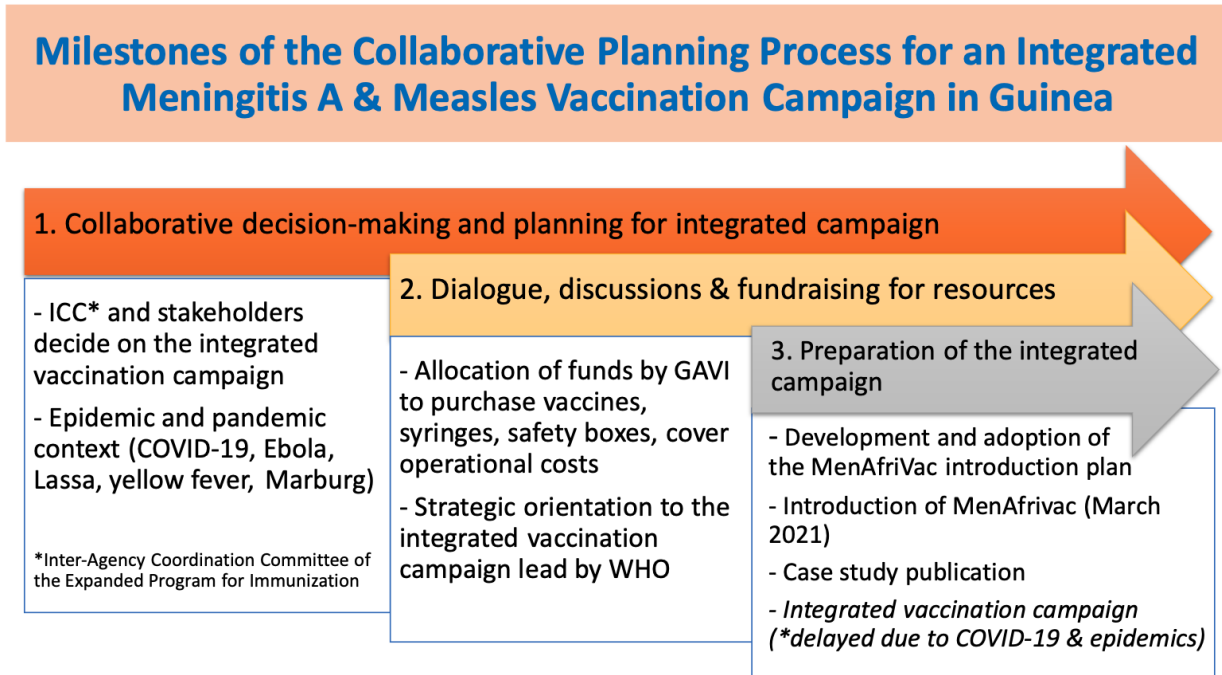 Milestones of the Collaborative Planning Process for an Integrated
Meningitis A & Measles Vaccination Campaign in Guinea
1. Collaborative decision-making and planning for integrated campaign
- ICC* and stakeholders
decide on the integrated
vaccination campaign
- Epidemic and pandemic
context (COVID-19, Ebola,
Lassa, yellow fever, Marburg)
*Inter-Agency Coordination Committee of
the Expanded Program for Immunization
2. Dialogue, discussions & fundraising for resources
- Allocation of funds by GAVI
to purchase vaccines,
syringes, safety boxes, cover
operational costs
- Strategic orientation to the
integrated vaccination
campaign lead by WHO
3. Preparation of the integrated
campaign
- Development and adoption of
the MenAfriVac introduction plan
- Introduction of MenAfrivac (March
2021)
- Case study publication
- Integrated vaccination campaign
(*delayed due to COVID-19 & epidemics)